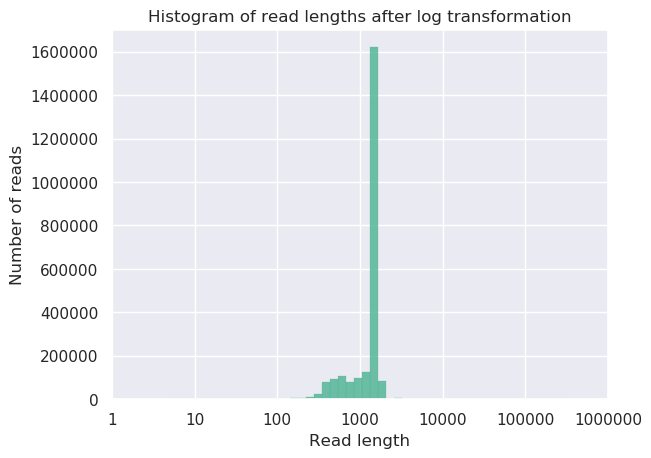 Histogram of read lengths after log transformation
1600000
1400000
1200000
1000000
800000
600000
400000
200000
0
Number of reads
1 10 100 1000 10000 100000 1000000
Read length